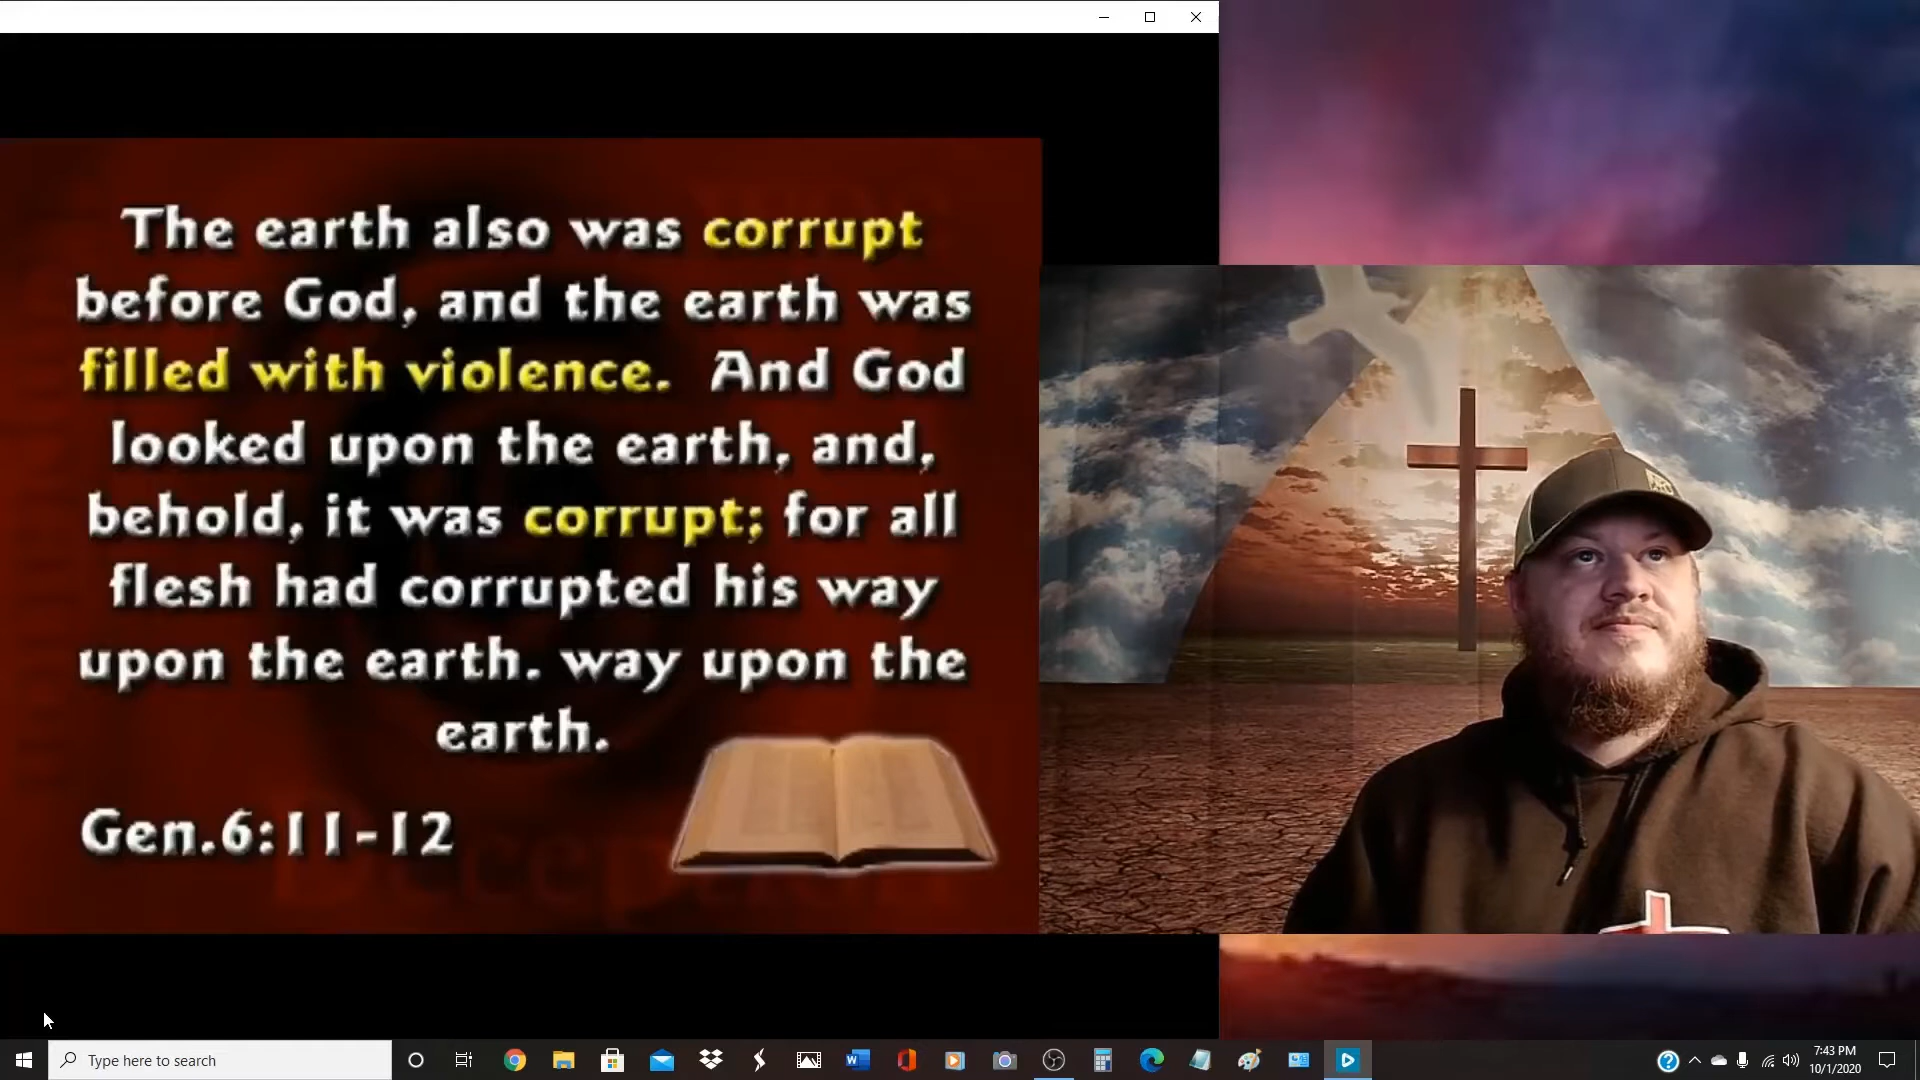 The earth also was corrupt
before God, and the earth was
filled with violence. And God
looked upon the earth, and,
behold, it was corrupt; for all
flesh had corrupted his way
upon the earth. way upon the
earth.
Gen.6:11-12
Type here to search
7:43 PM
10/1/2020